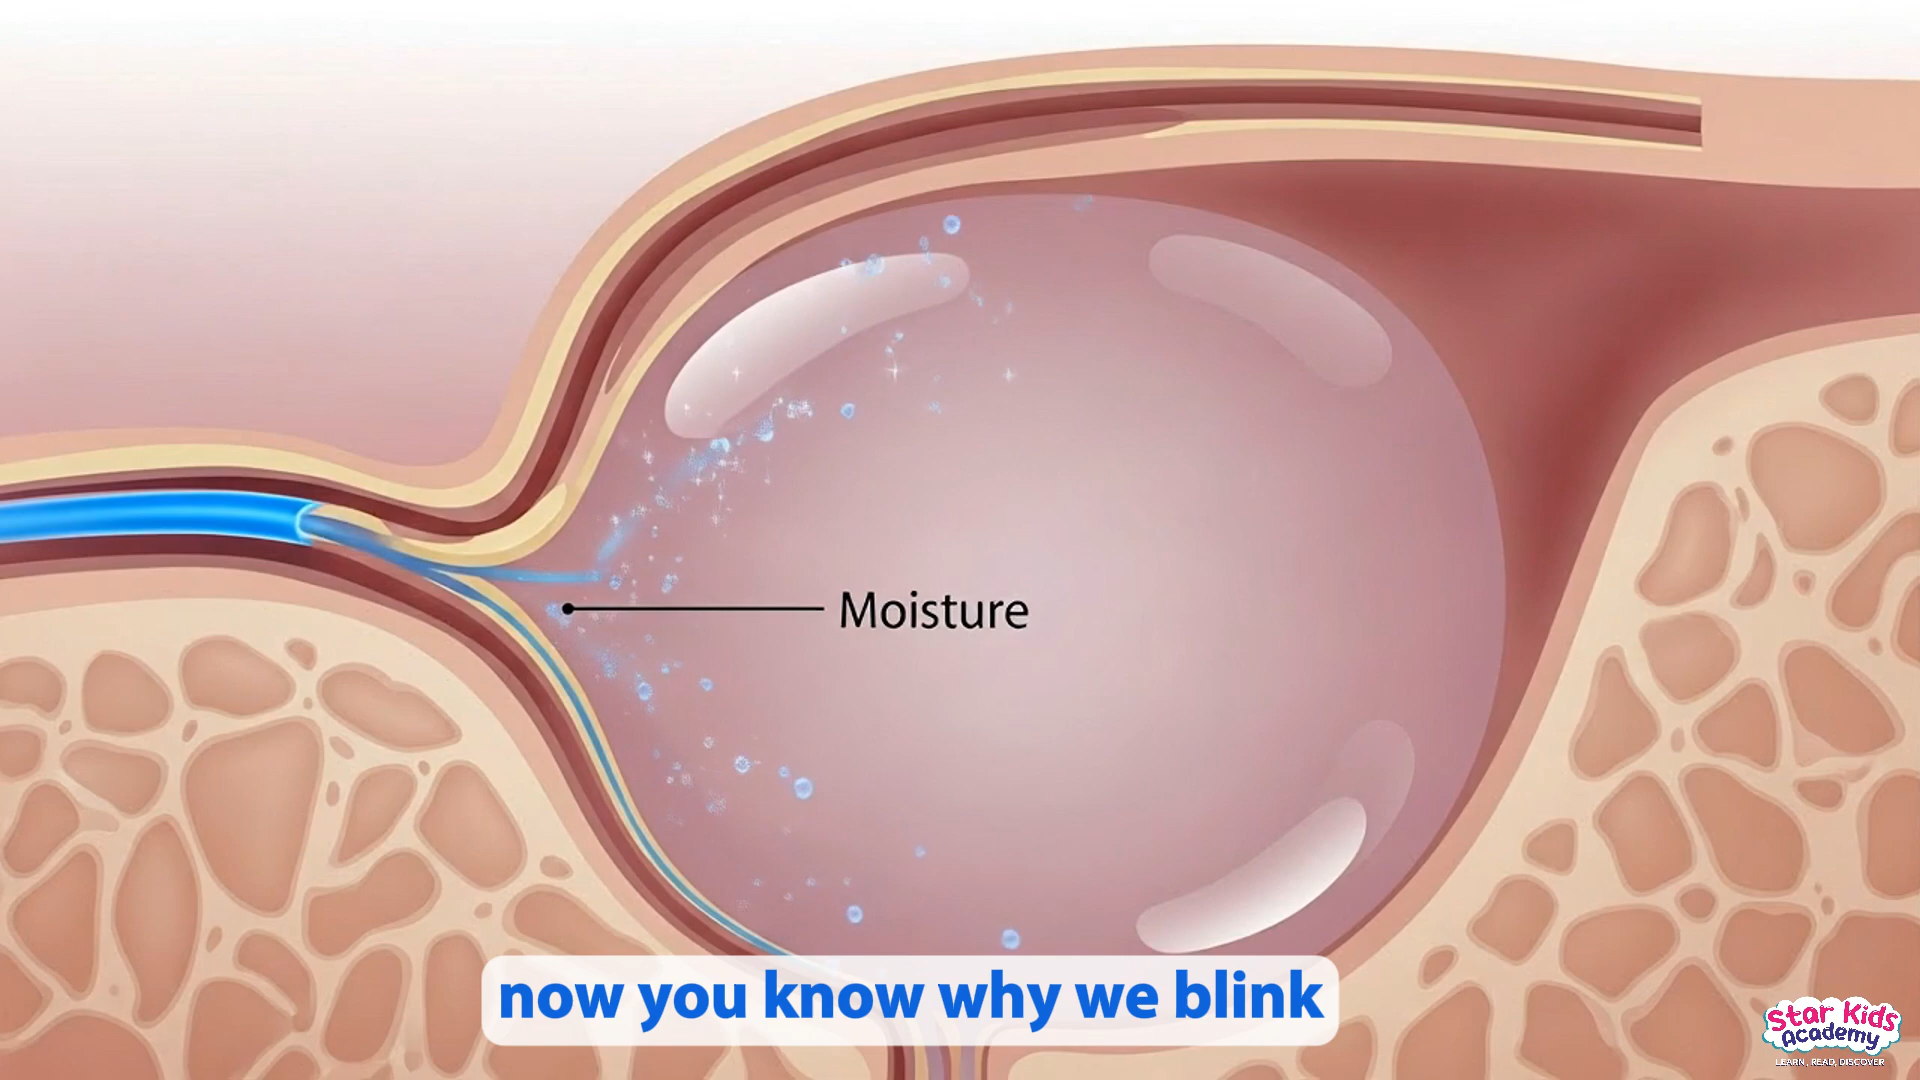 Moisture
now you know why we blink
Star Kids
Academy
LEARN, READ, DISCOVER